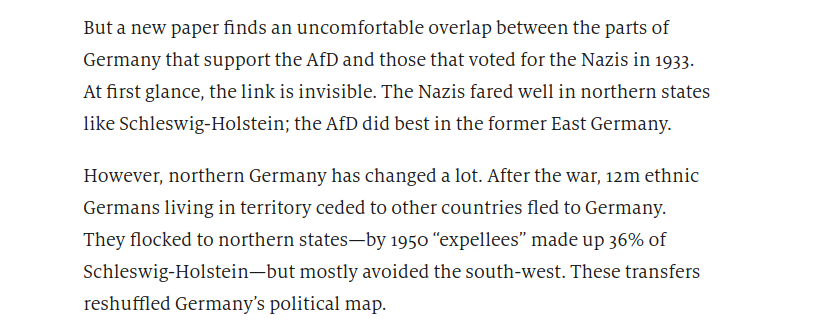 But a new paper finds an uncomfortable overlap between the parts of
Germany that support the AfD and those that voted for the Nazis in 1933.
At first glance, the link is invisible. The Nazis fared well in northern states
like Schleswig-Holstein; the AfD did best in the former East Germany.
However, northern Germany has changed a lot. After the war, 12m ethnic
Germans living in territory ceded to other countries fled to Germany.
They flocked to northern states—by 1950 “expellees” made up 36% of
Schleswig-Holstein—but mostly avoided the south-west. These transfers
reshuffled Germany’s political map.